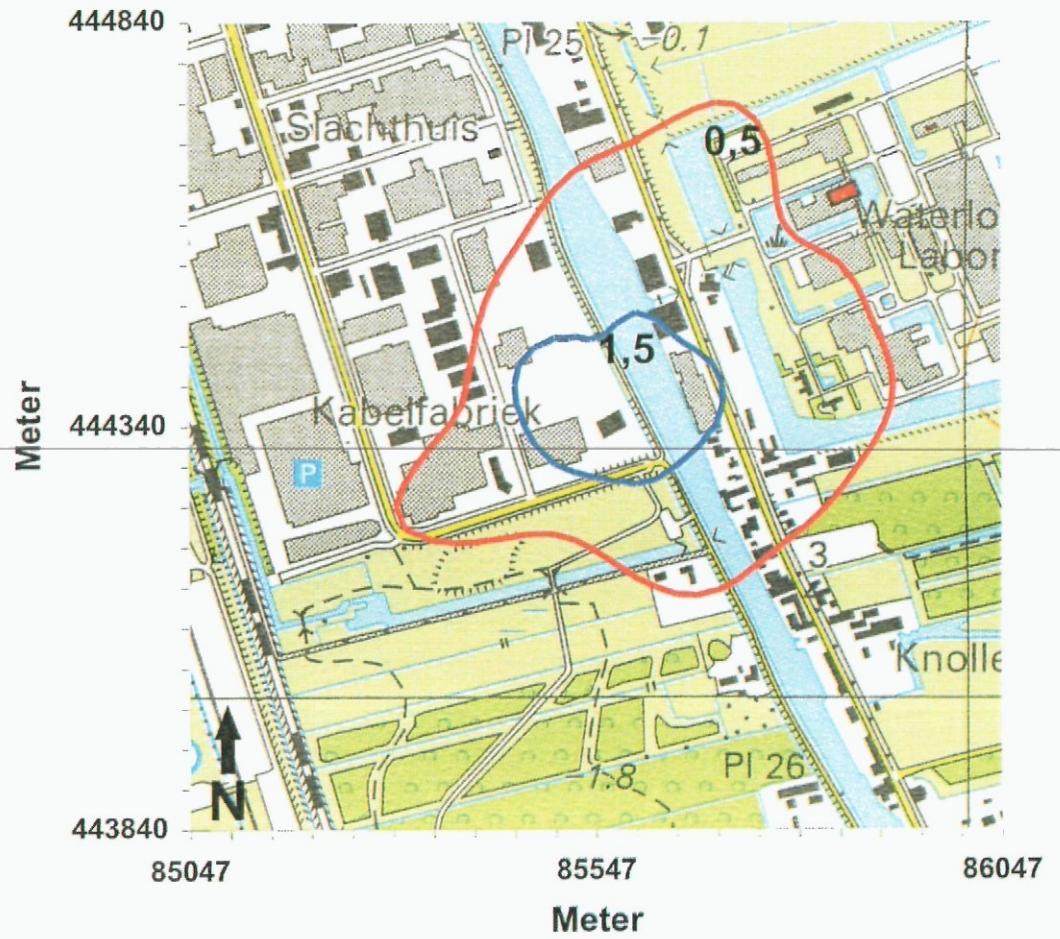 444840
Pl 25
-0.1
Slachthuis
0,5
Waterlo
Labor
1,5
Kabelfabriek
444340
Meter
P
3
Knolle
N
-1.8
Pl 26
443840
85047
85547
86047
Meter